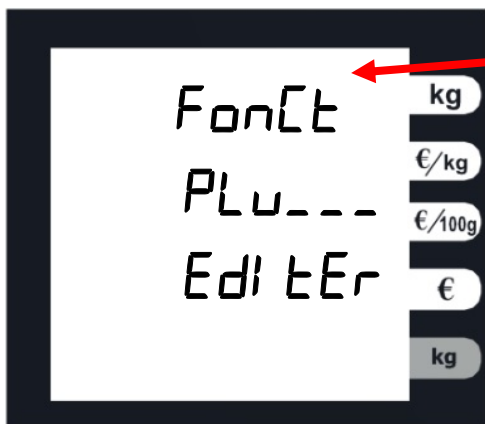 FonCt
PLu___
EdItEr
kg
€/kg
€/100g
€
kg